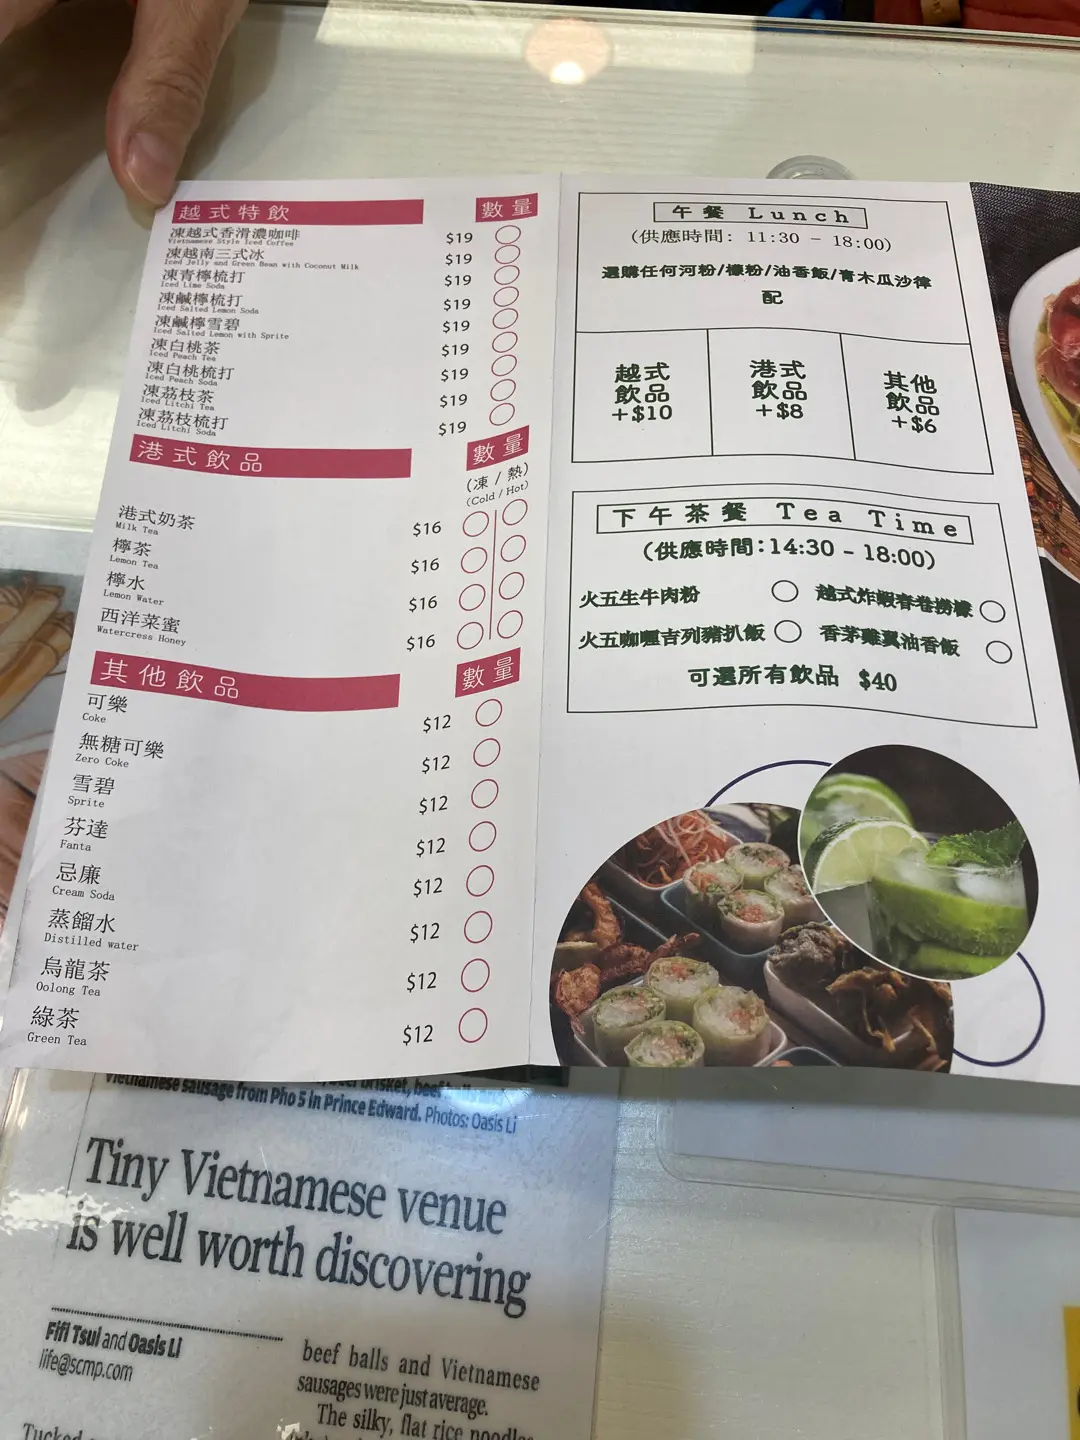 越式特飲 數量
凍越式香滑濃咖啡 $19
Vietnamese Style Iced Coffee
凍越南三式冰 $19
Iced Jelly and Green Bean with Coconut Milk
凍青檸梳打 $19
Iced Lime Soda
凍鹹檸梳打 $19
Iced Salted Lemon Soda
凍鹹檸雪碧 $19
Iced Salted Lemon with Sprite
凍白桃茶 $19
Iced Peach Tea
凍白桃梳打 $19
Iced Peach Soda
凍荔枝茶 $19
Iced Litchi Tea
凍荔枝梳打 $19
Iced Litchi Soda
港式飲品 數量
(凍 / 熱)
(Cold / Hot)
港式奶茶 $16
Milk Tea
檸茶 $16
Lemon Tea
檸水 $16
Lemon Water
西洋菜蜜 $16
Watercress Honey
其他飲品 數量
可樂 $12
Coke
無糖可樂 $12
Zero Coke
雪碧 $12
Sprite
芬達 $12
Fanta
忌廉 $12
Cream Soda
蒸餾水 $12
Distilled water
烏龍茶 $12
Oolong Tea
綠茶 $12
Green Tea
午餐 Lunch
(供應時間: 11:30 - 18:00)
選購任何河粉/檬粉/油香飯/青木瓜沙律
配
越式
飲品
+$10
港式
飲品
+$8
其他
飲品
+$6
下午茶餐 Tea Time
(供應時間:14:30 - 18:00)
火五生牛肉粉 越式炸蝦春卷撈檬
火五咖喱吉列豬扒飯 香茅雞翼油香飯
可選所有飲品 $40
Vietnamese sausage from Pho 5 in Prince Edward. Photos: Oasis Li
Tiny Vietnamese venue
is well worth discovering
Fifi Tsui and Oasis Li
life@scmp.com
Tucked
beef balls and Vietnamese
sausages were just average.
The silky, flat rice noodles